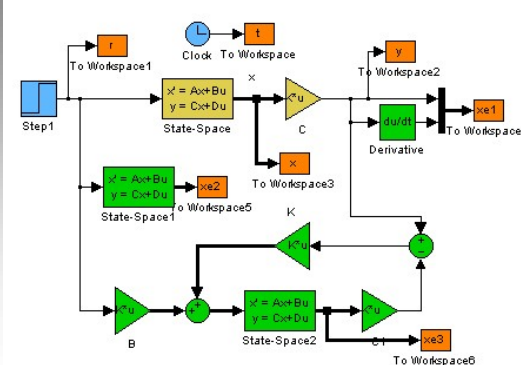 r
To Workspace1
Clock
t
To Workspace
y
To Workspace2
Step1
x' = Ax+Bu
y = Cx+Du
State-Space
x
K*u
C
du/dt
Derivative
xe1
To Workspace
x
To Workspace3
x' = Ax+Bu
y = Cx+Du
State-Space1
xe2
To Workspace5
K
K*u
K*u
B
x' = Ax+Bu
y = Cx+Du
State-Space2
K*u
C1
xe3
To Workspace6